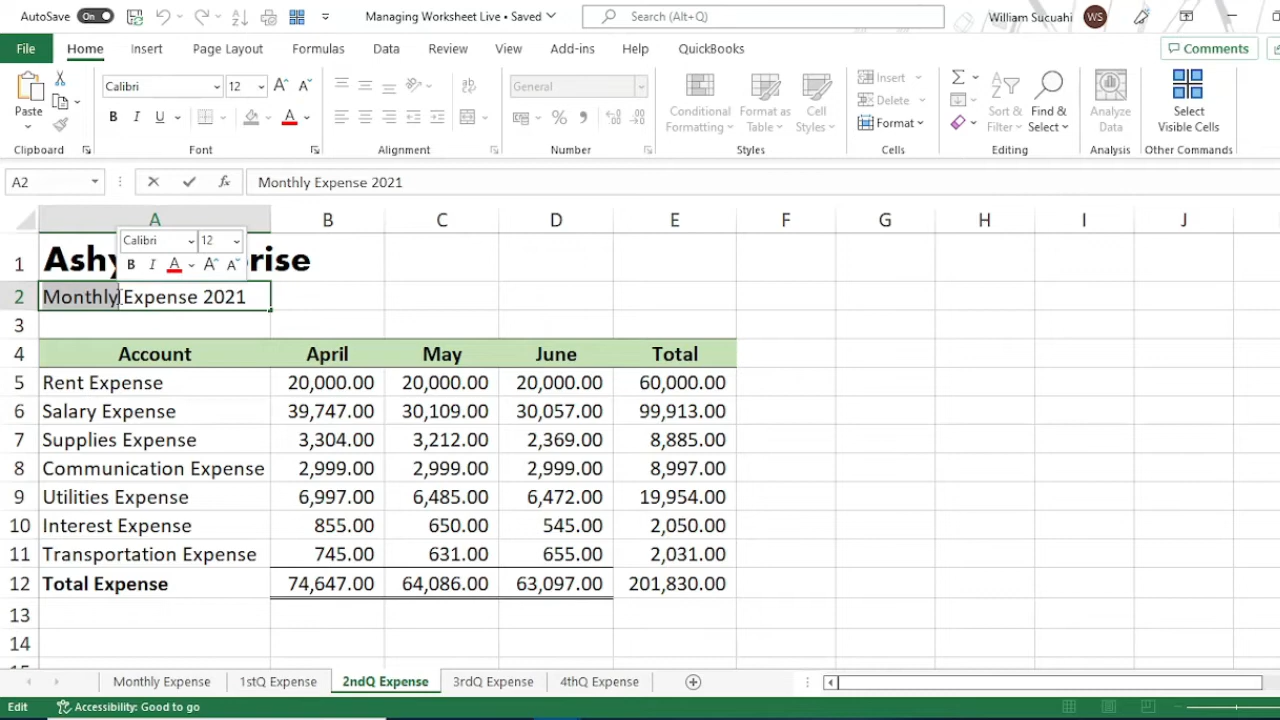 AutoSave On Managing Worksheet Live • Saved Search (Alt+Q) William Sucuahi WS
File Home Insert Page Layout Formulas Data Review View Add-ins Help QuickBooks Comments
Paste
Calibri 12 A A
B I U A
General
%
Conditional Formatting
Format as Table
Cell Styles
Insert
Delete
Format
Sort & Filter
Find & Select
Analyze Data
Select Visible Cells
Clipboard Font Alignment Number Styles Cells Editing Analysis Other Commands
A2 fx Monthly Expense 2021
A B C D E F G H I J
Calibri 12
B I A A A
1 Ashy rise
2 Monthly Expense 2021
3
4 Account April May June Total
5 Rent Expense 20,000.00 20,000.00 20,000.00 60,000.00
6 Salary Expense 39,747.00 30,109.00 30,057.00 99,913.00
7 Supplies Expense 3,304.00 3,212.00 2,369.00 8,885.00
8 Communication Expense 2,999.00 2,999.00 2,999.00 8,997.00
9 Utilities Expense 6,997.00 6,485.00 6,472.00 19,954.00
10 Interest Expense 855.00 650.00 545.00 2,050.00
11 Transportation Expense 745.00 631.00 655.00 2,031.00
12 Total Expense 74,647.00 64,086.00 63,097.00 201,830.00
13
14
Monthly Expense 1stQ Expense 2ndQ Expense 3rdQ Expense 4thQ Expense
Edit Accessibility: Good to go